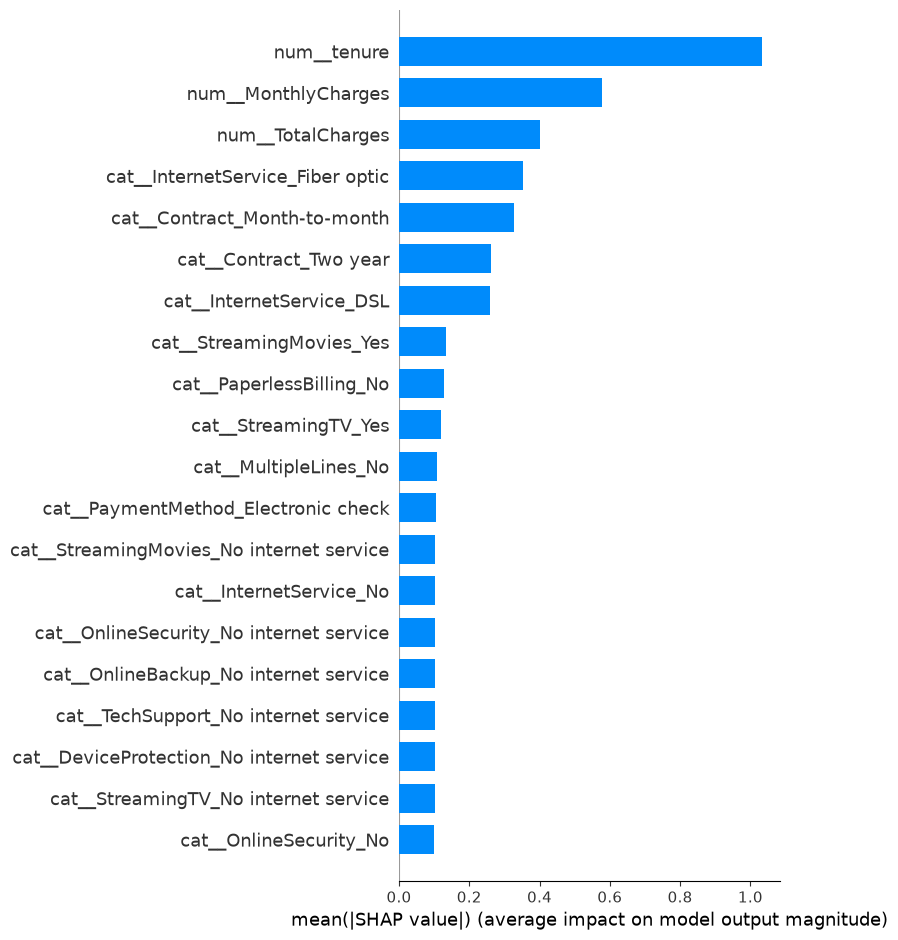 num__tenure
num__MonthlyCharges
num__TotalCharges
cat__InternetService_Fiber optic
cat__Contract_Month-to-month
cat__Contract_Two year
cat__InternetService_DSL
cat__StreamingMovies_Yes
cat__PaperlessBilling_No
cat__StreamingTV_Yes
cat__MultipleLines_No
cat__PaymentMethod_Electronic check
cat__StreamingMovies_No internet service
cat__InternetService_No
cat__OnlineSecurity_No internet service
cat__OnlineBackup_No internet service
cat__TechSupport_No internet service
cat__DeviceProtection_No internet service
cat__StreamingTV_No internet service
cat__OnlineSecurity_No
0.0 0.2 0.4 0.6 0.8 1.0
mean(|SHAP value|) (average impact on model output magnitude)